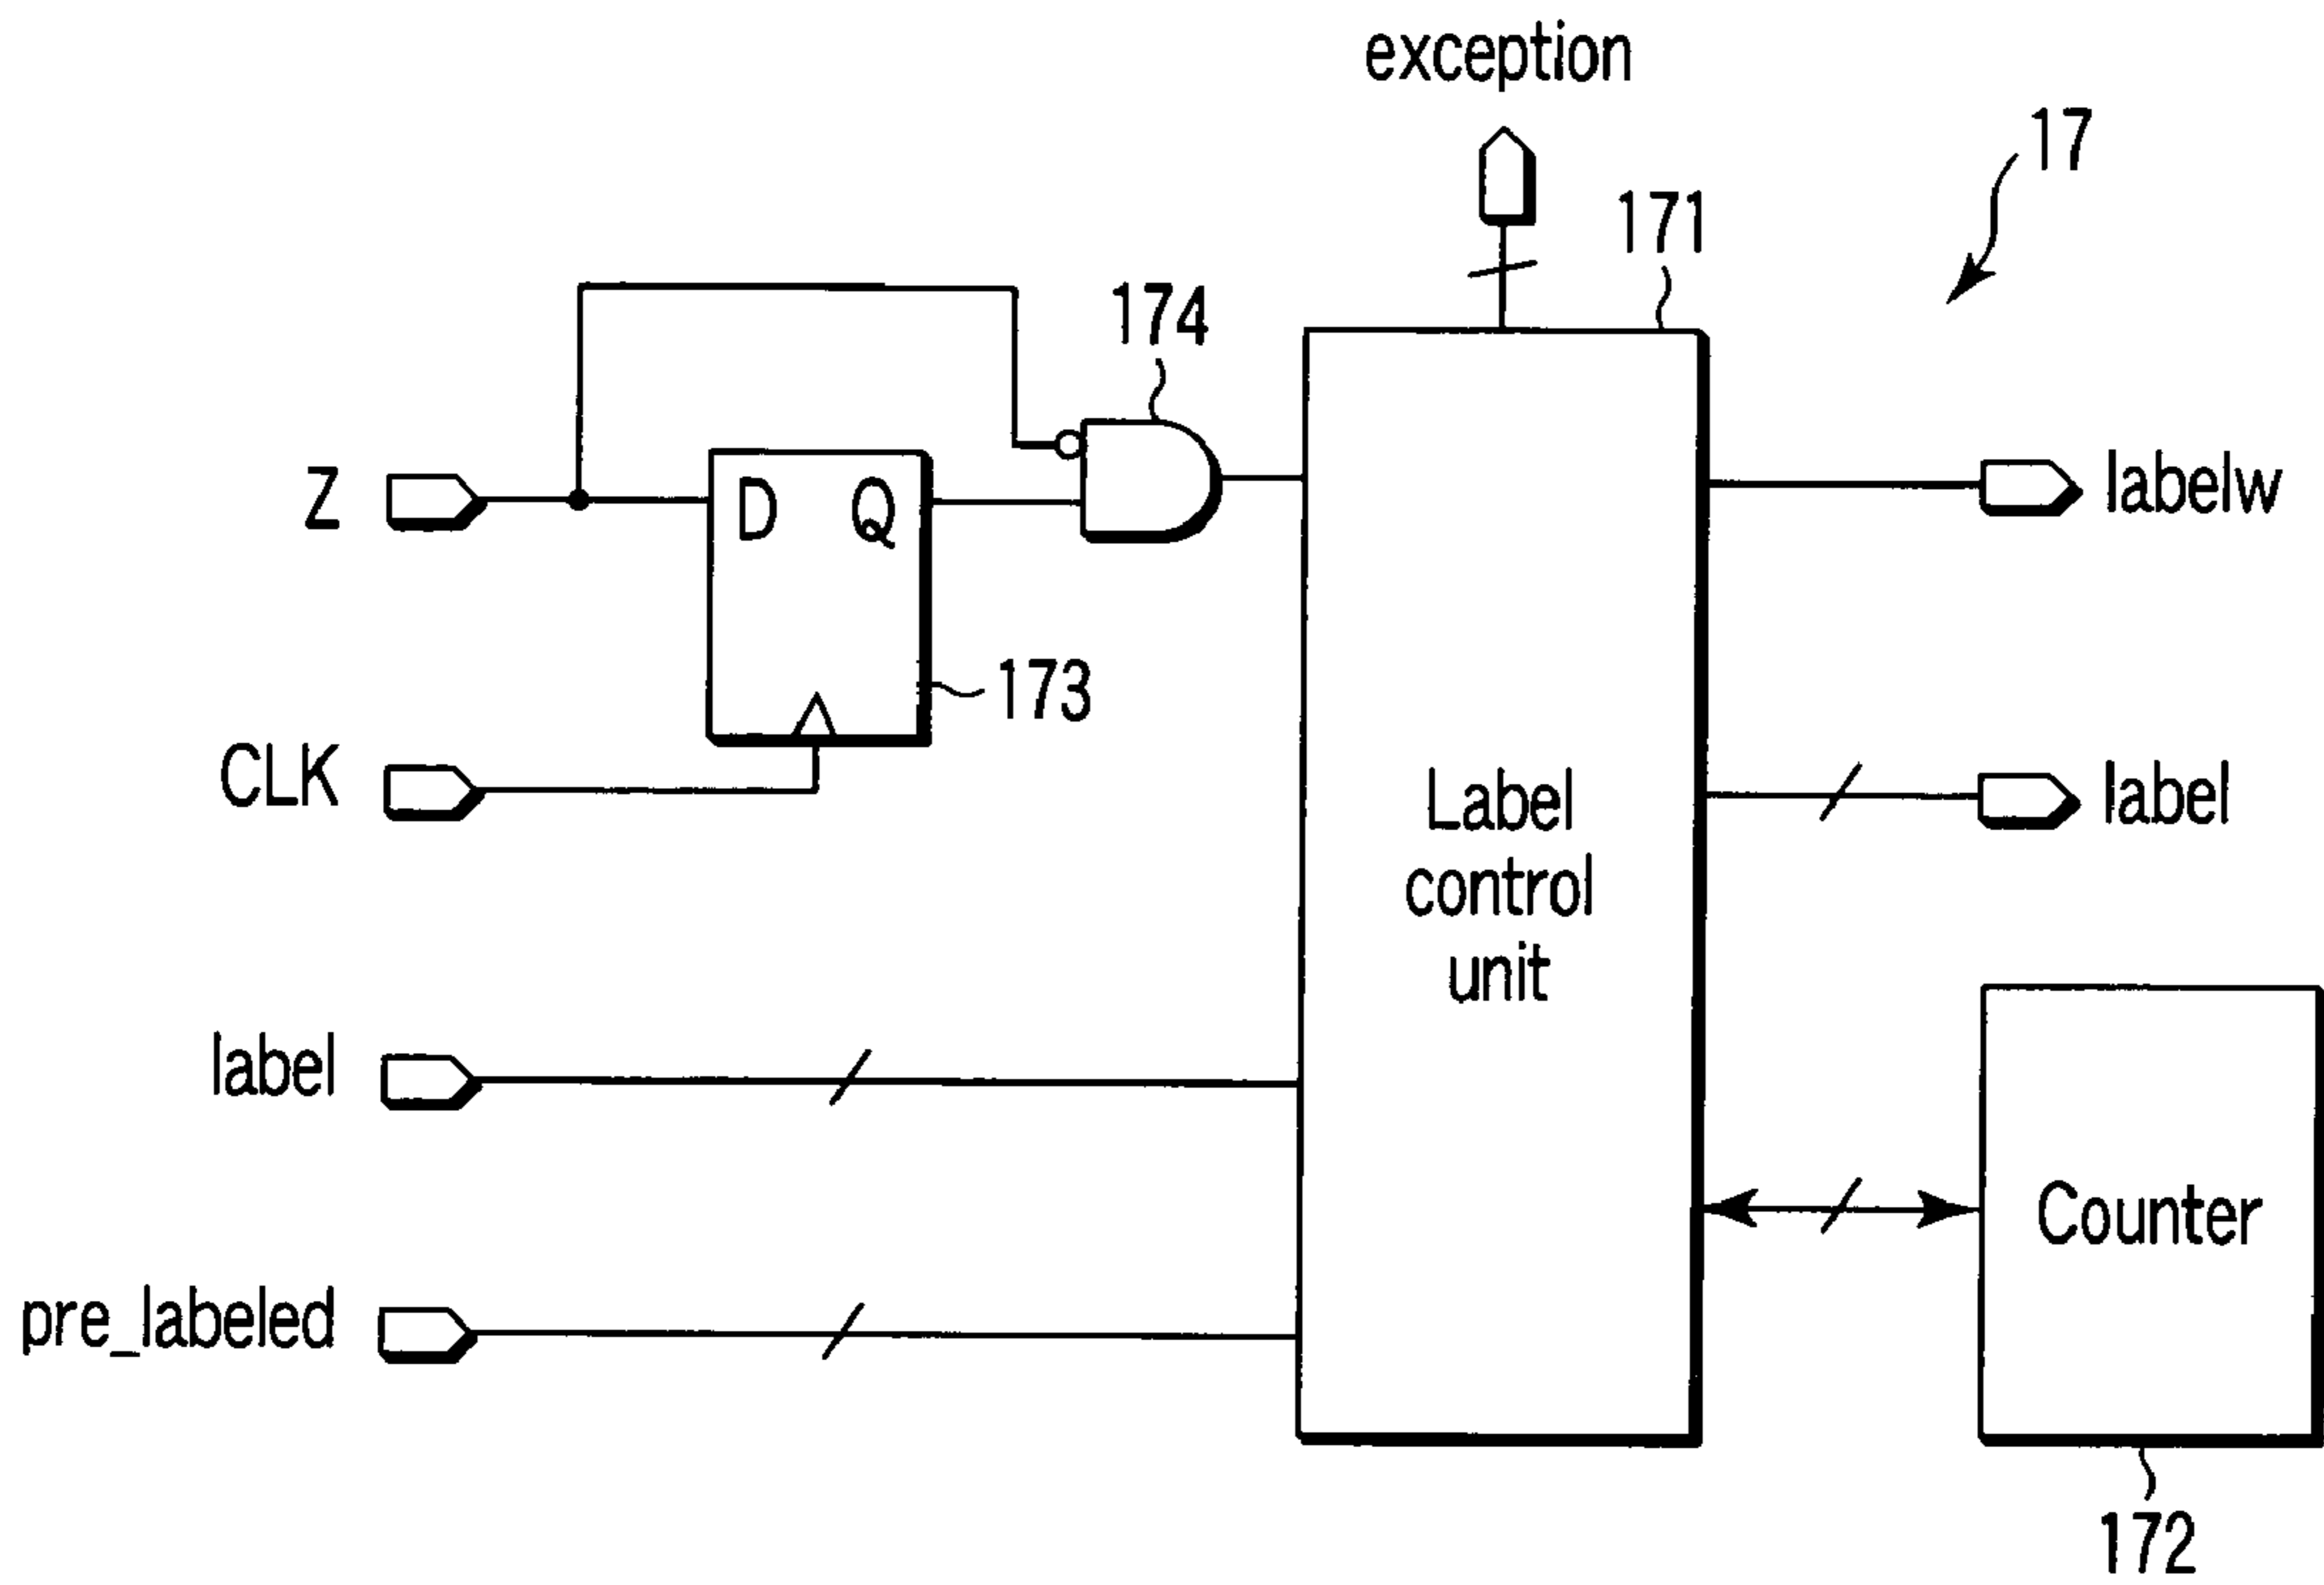 exception
17
171
174
Z
D Q
labelw
173
CLK
Label
control
unit
label
label
Counter
pre_labeled
172